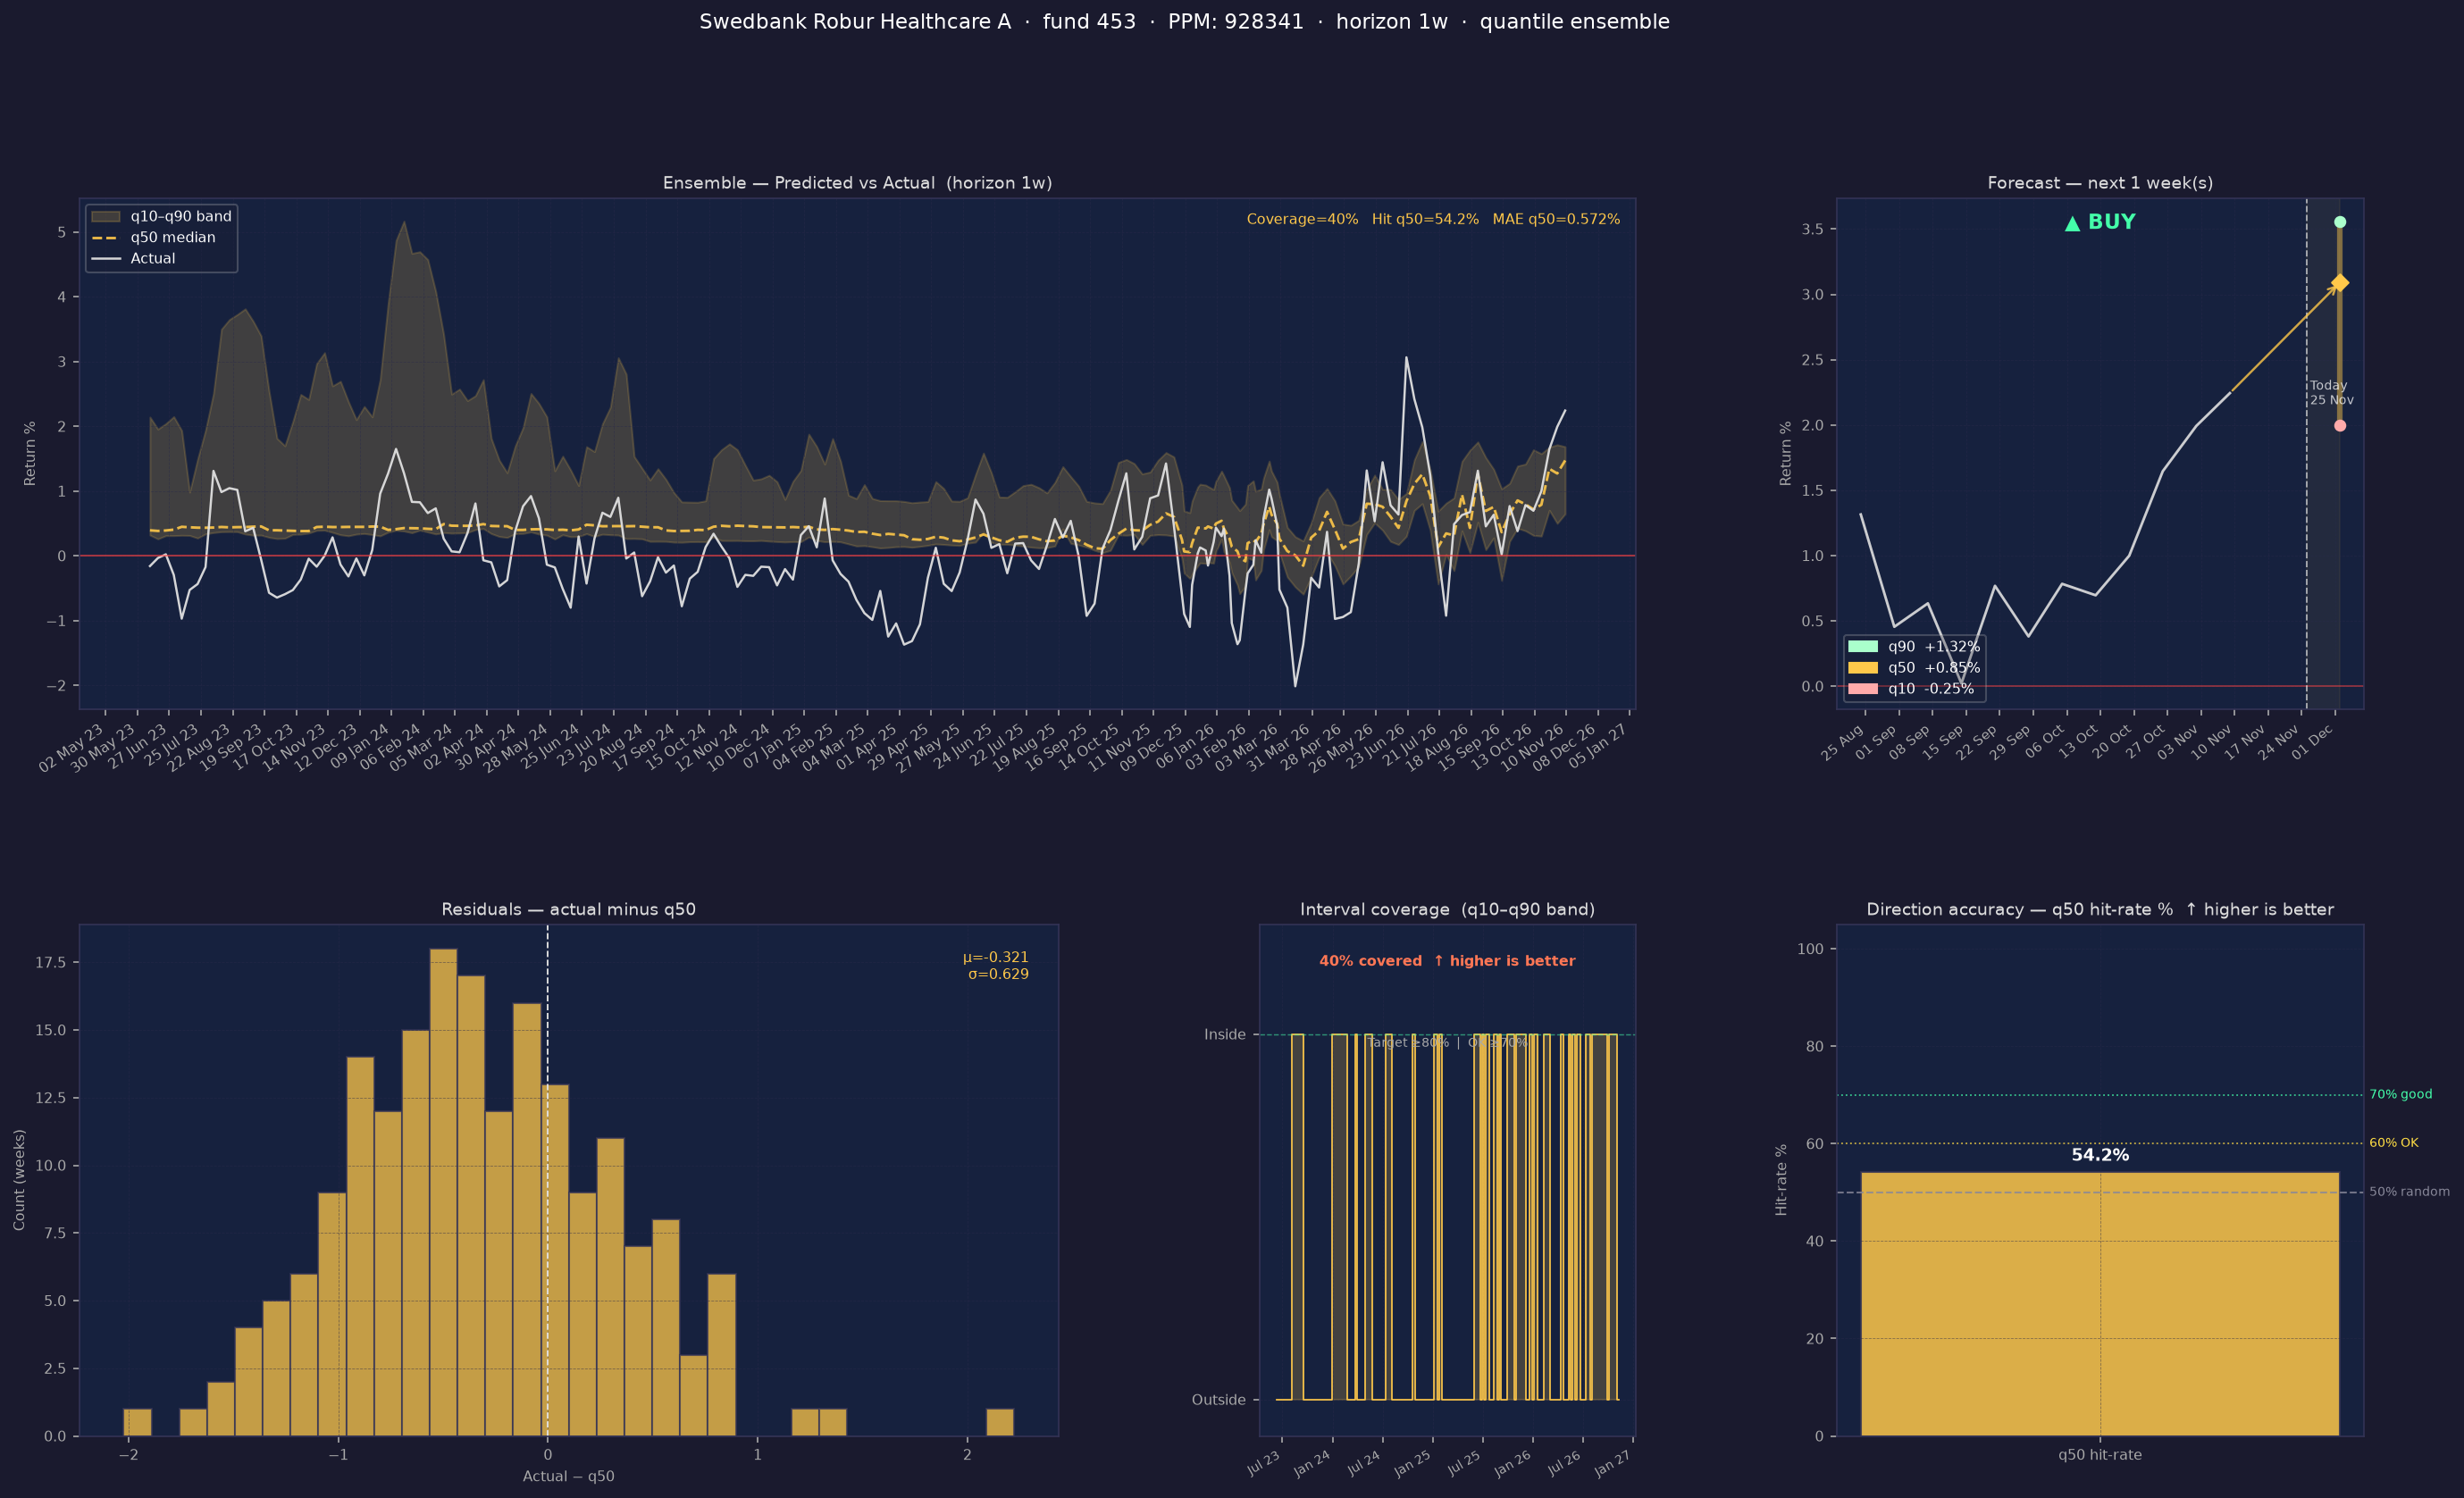 Swedbank Robur Healthcare A · fund 453 · PPM: 928341 · horizon 1w · quantile ensemble
Ensemble — Predicted vs Actual (horizon 1w)
q10–q90 band
q50 median
Actual
Coverage=40% Hit q50=54.2% MAE q50=0.572%
Return %
5
4
3
2
1
0
−1
−2
02 May 23
30 May 23
27 Jun 23
25 Jul 23
22 Aug 23
19 Sep 23
17 Oct 23
14 Nov 23
12 Dec 23
09 Jan 24
06 Feb 24
05 Mar 24
02 Apr 24
30 Apr 24
28 May 24
25 Jun 24
23 Jul 24
20 Aug 24
17 Sep 24
15 Oct 24
12 Nov 24
10 Dec 24
07 Jan 25
04 Feb 25
04 Mar 25
01 Apr 25
29 Apr 25
27 May 25
24 Jun 25
22 Jul 25
19 Aug 25
16 Sep 25
14 Oct 25
11 Nov 25
09 Dec 25
06 Jan 26
03 Feb 26
03 Mar 26
31 Mar 26
28 Apr 26
26 May 26
23 Jun 26
21 Jul 26
18 Aug 26
15 Sep 26
13 Oct 26
10 Nov 26
08 Dec 26
05 Jan 27
Forecast — next 1 week(s)
▲ BUY
Return %
3.5
3.0
2.5
2.0
1.5
1.0
0.5
0.0
Today
25 Nov
q90 +1.32%
q50 +0.85%
q10 -0.25%
25 Aug
01 Sep
08 Sep
15 Sep
22 Sep
29 Sep
06 Oct
13 Oct
20 Oct
27 Oct
03 Nov
10 Nov
17 Nov
24 Nov
01 Dec
Residuals — actual minus q50
μ=-0.321
σ=0.629
Count (weeks)
17.5
15.0
12.5
10.0
7.5
5.0
2.5
0.0
−2
−1
0
1
2
Actual − q50
Interval coverage (q10–q90 band)
40% covered ↑ higher is better
Inside
Target ≥80% | OK ≥70%
Outside
Jul 23
Jan 24
Jul 24
Jan 25
Jul 25
Jan 26
Jul 26
Jan 27
Direction accuracy — q50 hit-rate % ↑ higher is better
Hit-rate %
100
80
60
40
20
0
70% good
60% OK
50% random
54.2%
q50 hit-rate